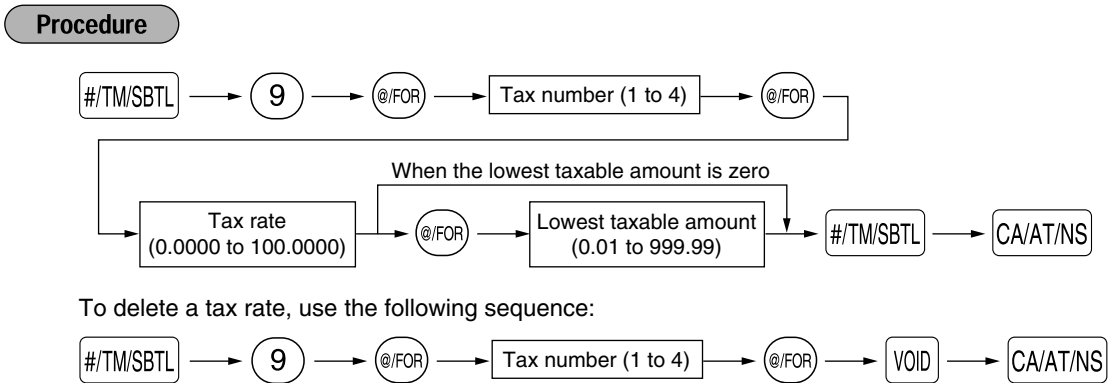 Procedure
#/TM/SBTL 9 @/FOR Tax number (1 to 4) @/FOR
When the lowest taxable amount is zero
Tax rate
(0.0000 to 100.0000)
@/FOR
Lowest taxable amount
(0.01 to 999.99)
#/TM/SBTL CA/AT/NS
To delete a tax rate, use the following sequence:
#/TM/SBTL 9 @/FOR Tax number (1 to 4) @/FOR VOID CA/AT/NS